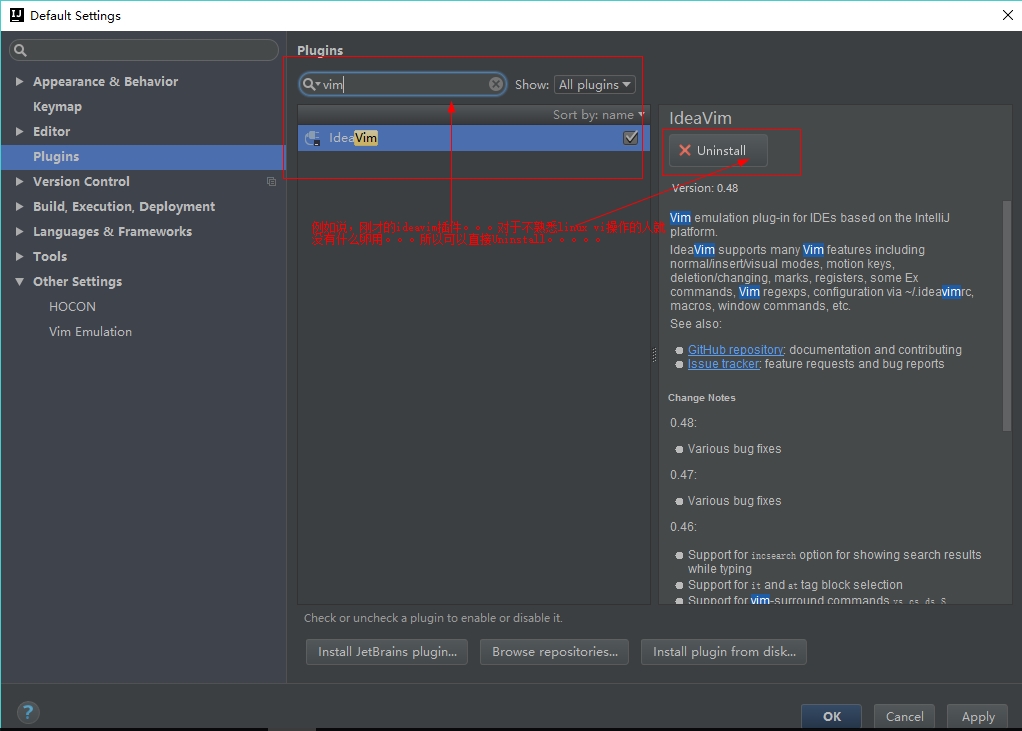 Default Settings
Plugins
vim
Show: All plugins
Appearance & Behavior
Keymap
Editor
Plugins
Version Control
Build, Execution, Deployment
Languages & Frameworks
Tools
Other Settings
HOCON
Vim Emulation
Sort by: name
IdeaVim
例如说,刚才的ideavim插件。。。对于不熟悉linux vi操作的人就
没有什么卵用。。。所以可以直接Uninstall。。。。。
IdeaVim
Uninstall
Version: 0.48
Vim emulation plug-in for IDEs based on the IntelliJ
platform.
IdeaVim supports many Vim features including
normal/insert/visual modes, motion keys,
deletion/changing, marks, registers, some Ex
commands, Vim regexps, configuration via ~/.ideavimrc,
macros, window commands, etc.
See also:
GitHub repository: documentation and contributing
Issue tracker: feature requests and bug reports
Change Notes
0.48:
Various bug fixes
0.47:
Various bug fixes
0.46:
Support for incsearch option for showing search results
while typing
Support for it and at tag block selection
Support for vim-surround commands ys, cs, ds, S
Check or uncheck a plugin to enable or disable it.
Install JetBrains plugin...
Browse repositories...
Install plugin from disk...
?
OK
Cancel
Apply